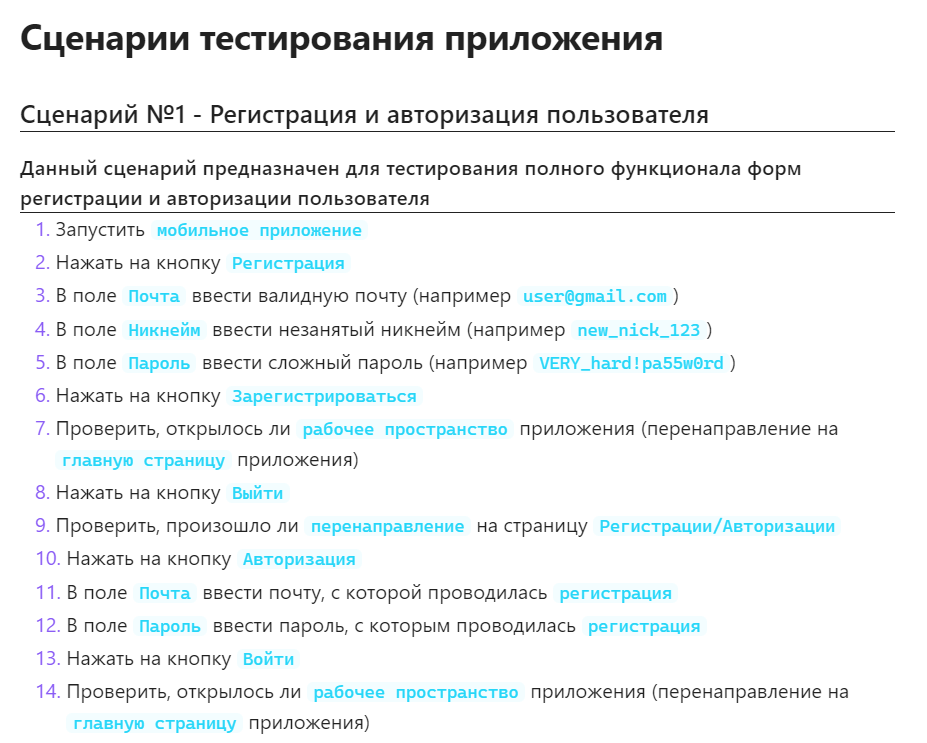 Сценарии тестирования приложения
Сценарий №1 - Регистрация и авторизация пользователя
Данный сценарий предназначен для тестирования полного функционала форм
регистрации и авторизации пользователя
1. Запустить мобильное приложение
2. Нажать на кнопку Регистрация
3. В поле Почта ввести валидную почту (например user@gmail.com )
4. В поле Никнейм ввести незанятый никнейм (например new_nick_123 )
5. В поле Пароль ввести сложный пароль (например VERY_hard!pa55w0rd )
6. Нажать на кнопку Зарегистрироваться
7. Проверить, открылось ли рабочее пространство приложения (перенаправление на
главную страницу приложения)
8. Нажать на кнопку Выйти
9. Проверить, произошло ли перенаправление на страницу Регистрации/Авторизации
10. Нажать на кнопку Авторизация
11. В поле Почта ввести почту, с которой проводилась регистрация
12. В поле Пароль ввести пароль, с которым проводилась регистрация
13. Нажать на кнопку Войти
14. Проверить, открылось ли рабочее пространство приложения (перенаправление на
главную страницу приложения)